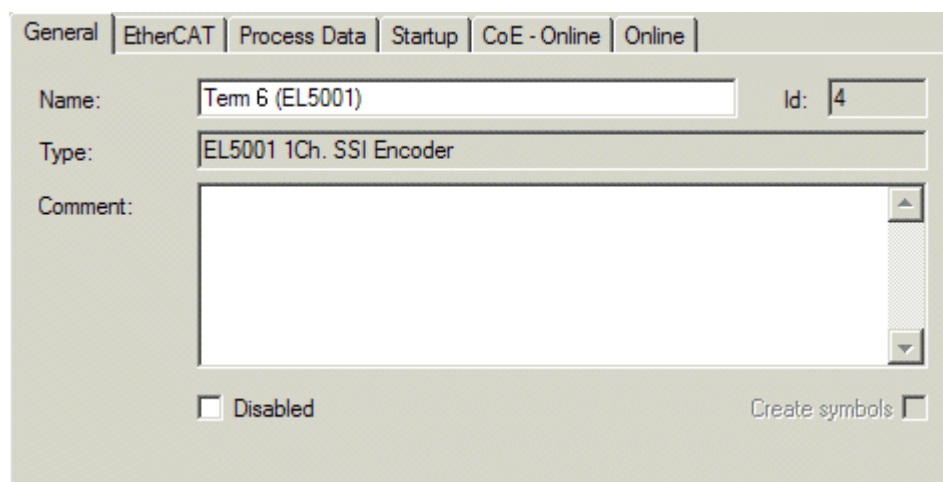 General EtherCAT Process Data Startup CoE - Online Online
Name: Term 6 (EL5001) Id: 4
Type: EL5001 1Ch. SSI Encoder
Comment:
Disabled Create symbols